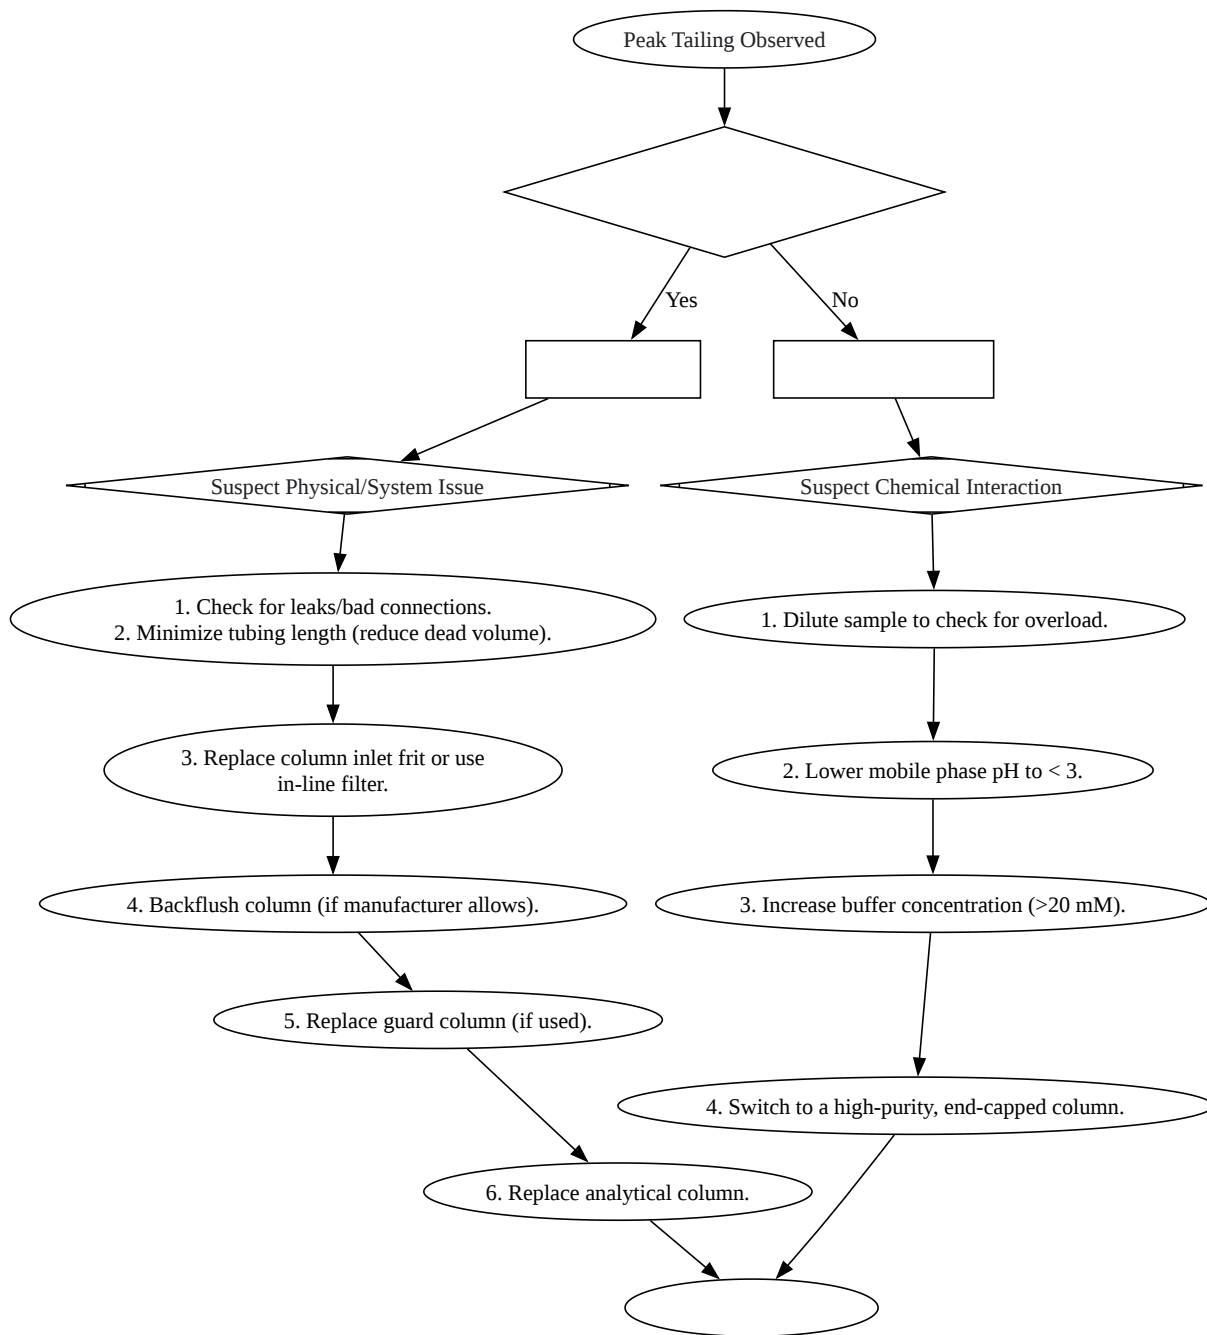 Peak Tailing Observed
Yes
No
Suspect Physical/System Issue
Suspect Chemical Interaction
1. Check for leaks/bad connections.
2. Minimize tubing length (reduce dead volume).
1. Dilute sample to check for overload.
3. Replace column inlet frit or use
in-line filter.
2. Lower mobile phase pH to < 3.
4. Backflush column (if manufacturer allows).
3. Increase buffer concentration (>20 mM).
5. Replace guard column (if used).
4. Switch to a high-purity, end-capped column.
6. Replace analytical column.